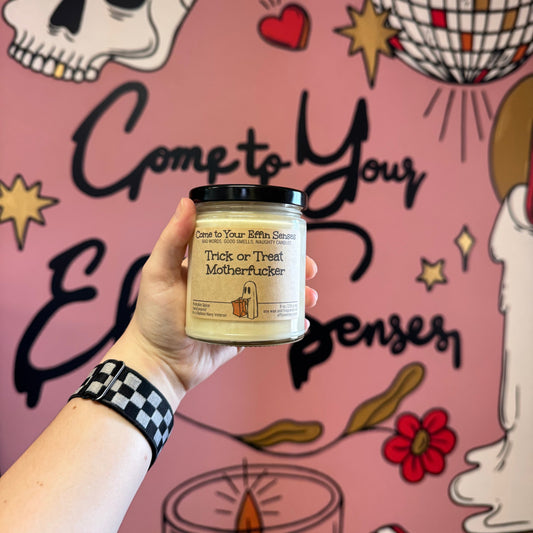 Come to Your
Effin Senses
Come to Your Effin Senses
BAD WORDS. GOOD SMELLS. NAUGHTY CANDLES.
Trick or Treat
Motherfucker